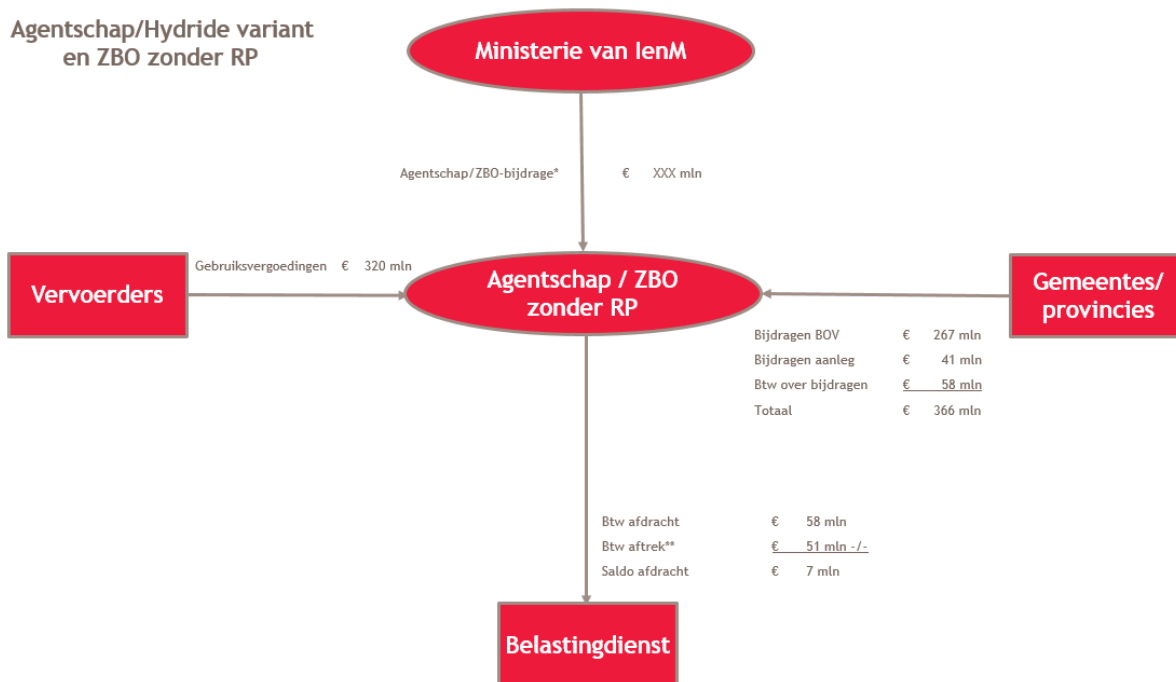 Agentschap/Hydride variant
en ZBO zonder RP
Ministerie van IenM
Agentschap/ZBO-bijdrage* € XXX mln
Vervoerders
Gebruiksvergoedingen € 320 mln
Agentschap / ZBO
zonder RP
Gemeentes/
provincies
Bijdragen BOV € 267 mln
Bijdragen aanleg € 41 mln
Btw over bijdragen € 58 mln
Totaal € 366 mln
Btw afdracht € 58 mln
Btw aftrek** € 51 mln -/-
Saldo afdracht € 7 mln
Belastingdienst